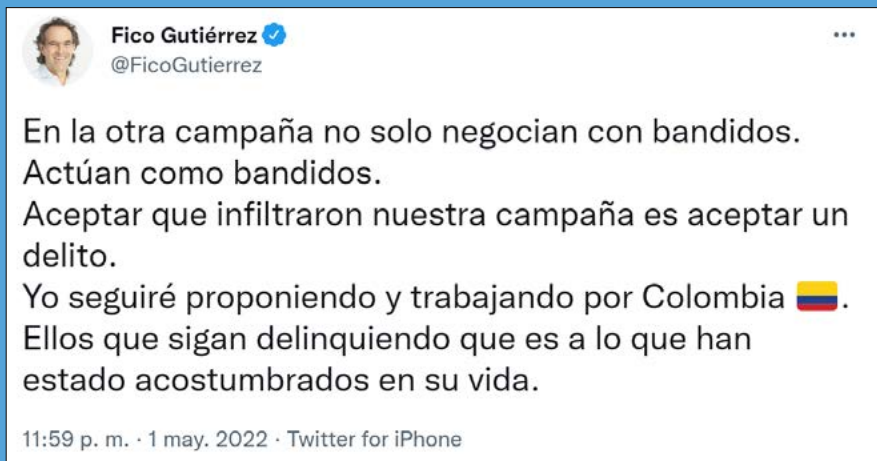 Fico Gutiérrez
@FicoGutierrez
En la otra campaña no solo negocian con bandidos.
Actúan como bandidos.
Aceptar que infiltraron nuestra campaña es aceptar un
delito.
Yo seguiré proponiendo y trabajando por Colombia 🇨🇴.
Ellos que sigan delinquiendo que es a lo que han
estado acostumbrados en su vida.
11:59 p. m. · 1 may. 2022 · Twitter for iPhone